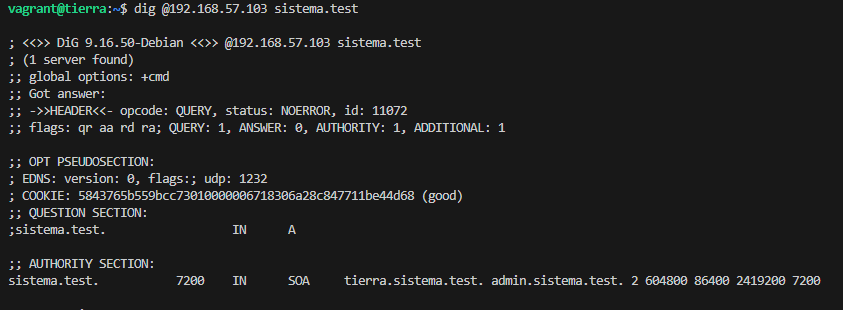 vagrant@tierra:~$ dig @192.168.57.103 sistema.test
; <<>> DiG 9.16.50-Debian <<>> @192.168.57.103 sistema.test
; (1 server found)
;; global options: +cmd
;; Got answer:
;; ->>HEADER<<- opcode: QUERY, status: NOERROR, id: 11072
;; flags: qr aa rd ra; QUERY: 1, ANSWER: 0, AUTHORITY: 1, ADDITIONAL: 1
;; OPT PSEUDOSECTION:
; EDNS: version: 0, flags:; udp: 1232
; COOKIE: 5843765b559bcc73010000006718306a28c847711be44d68 (good)
;; QUESTION SECTION:
;sistema.test. IN A
;; AUTHORITY SECTION:
sistema.test. 7200 IN SOA tierra.sistema.test. admin.sistema.test. 2 604800 86400 2419200 7200